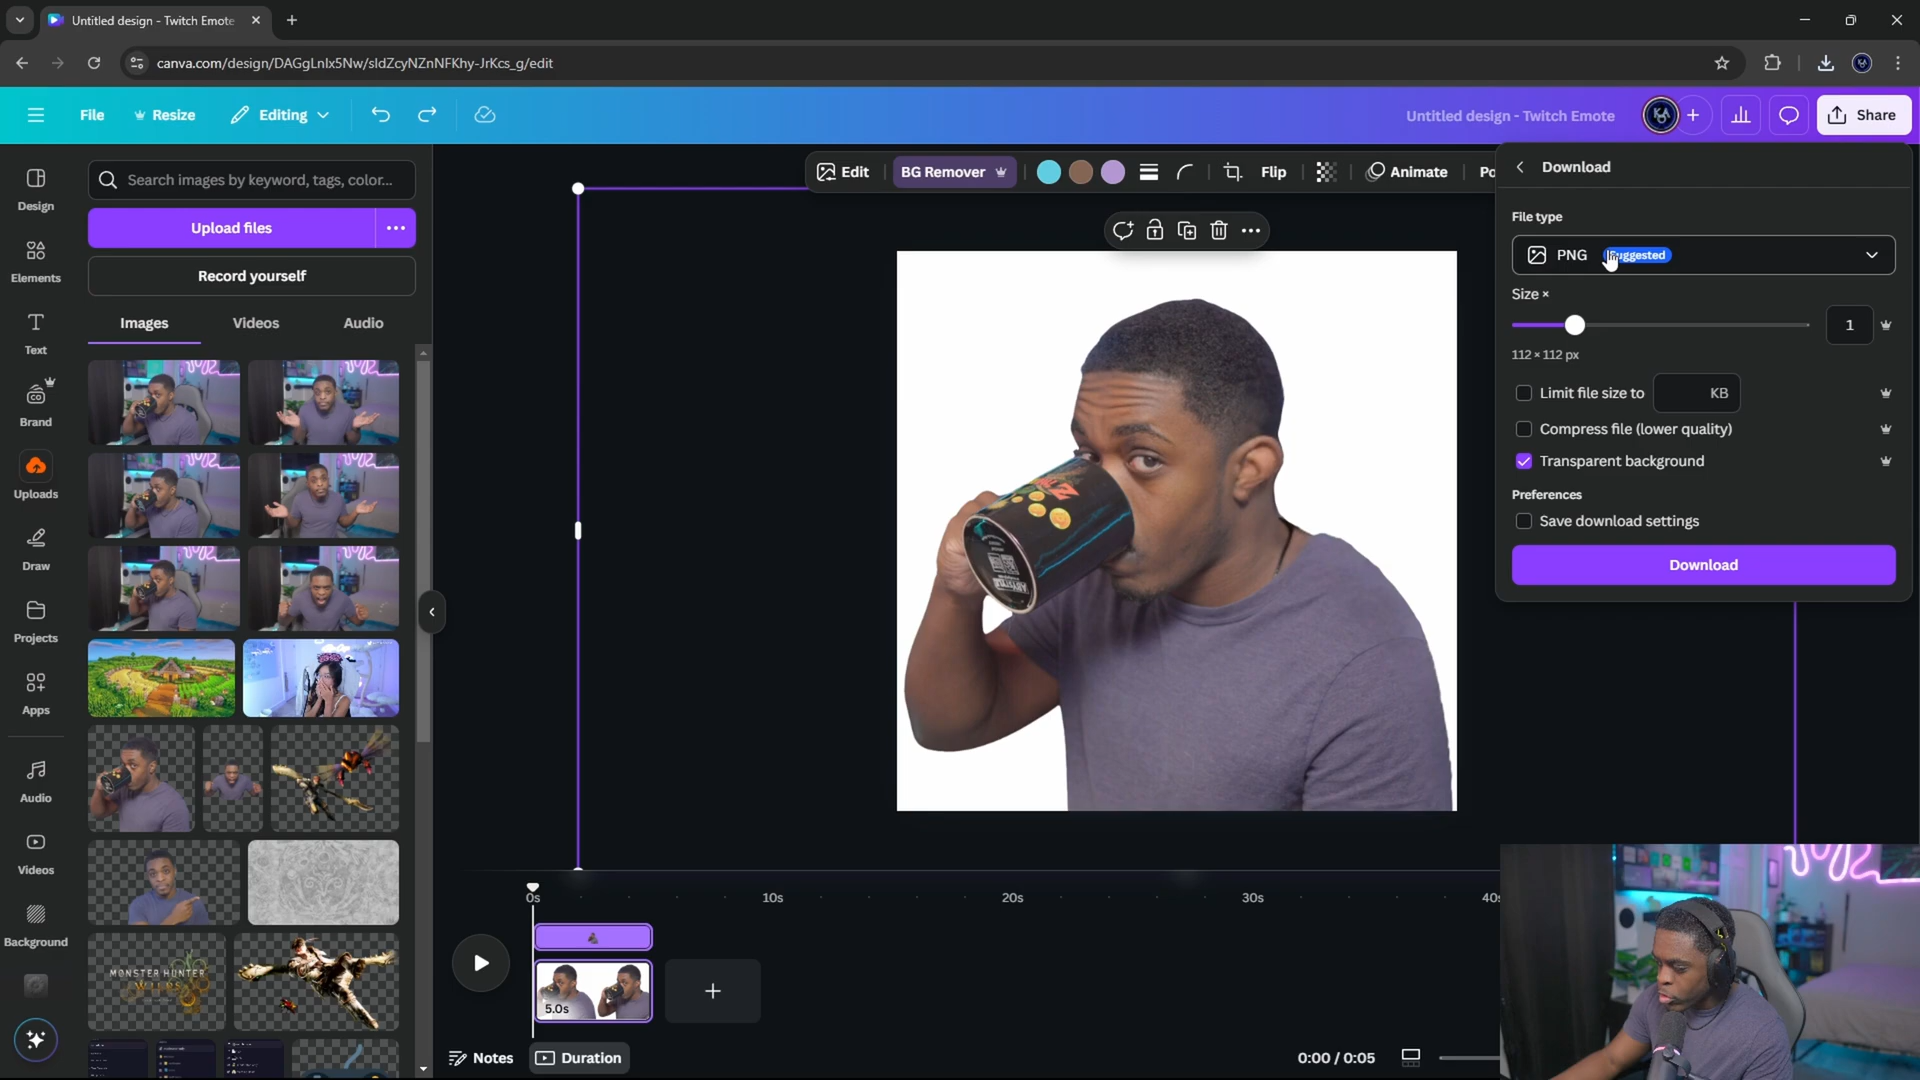 Untitled design - Twitch Emote
canva.com/design/DAGgLnlx5Nw/sldZcyNZnNFKhy-JrKcs_g/edit
File
Resize
Editing
Untitled design - Twitch Emote
Share
Design
Elements
Text
Brand
Uploads
Draw
Projects
Apps
Audio
Videos
Background
Search images by keyword, tags, color...
Upload files
Record yourself
Images Videos Audio
MONSTER HUNTER
WILDS
Edit
BG Remover
Flip
Animate
Po
Download
File type
PNG
Size ×
1
112 × 112 px
Limit file size to KB
Compress file (lower quality)
Transparent background
Preferences
Save download settings
Download
0s 10s 20s 30s 40s
5.0s
Notes
Duration
0:00 / 0:05